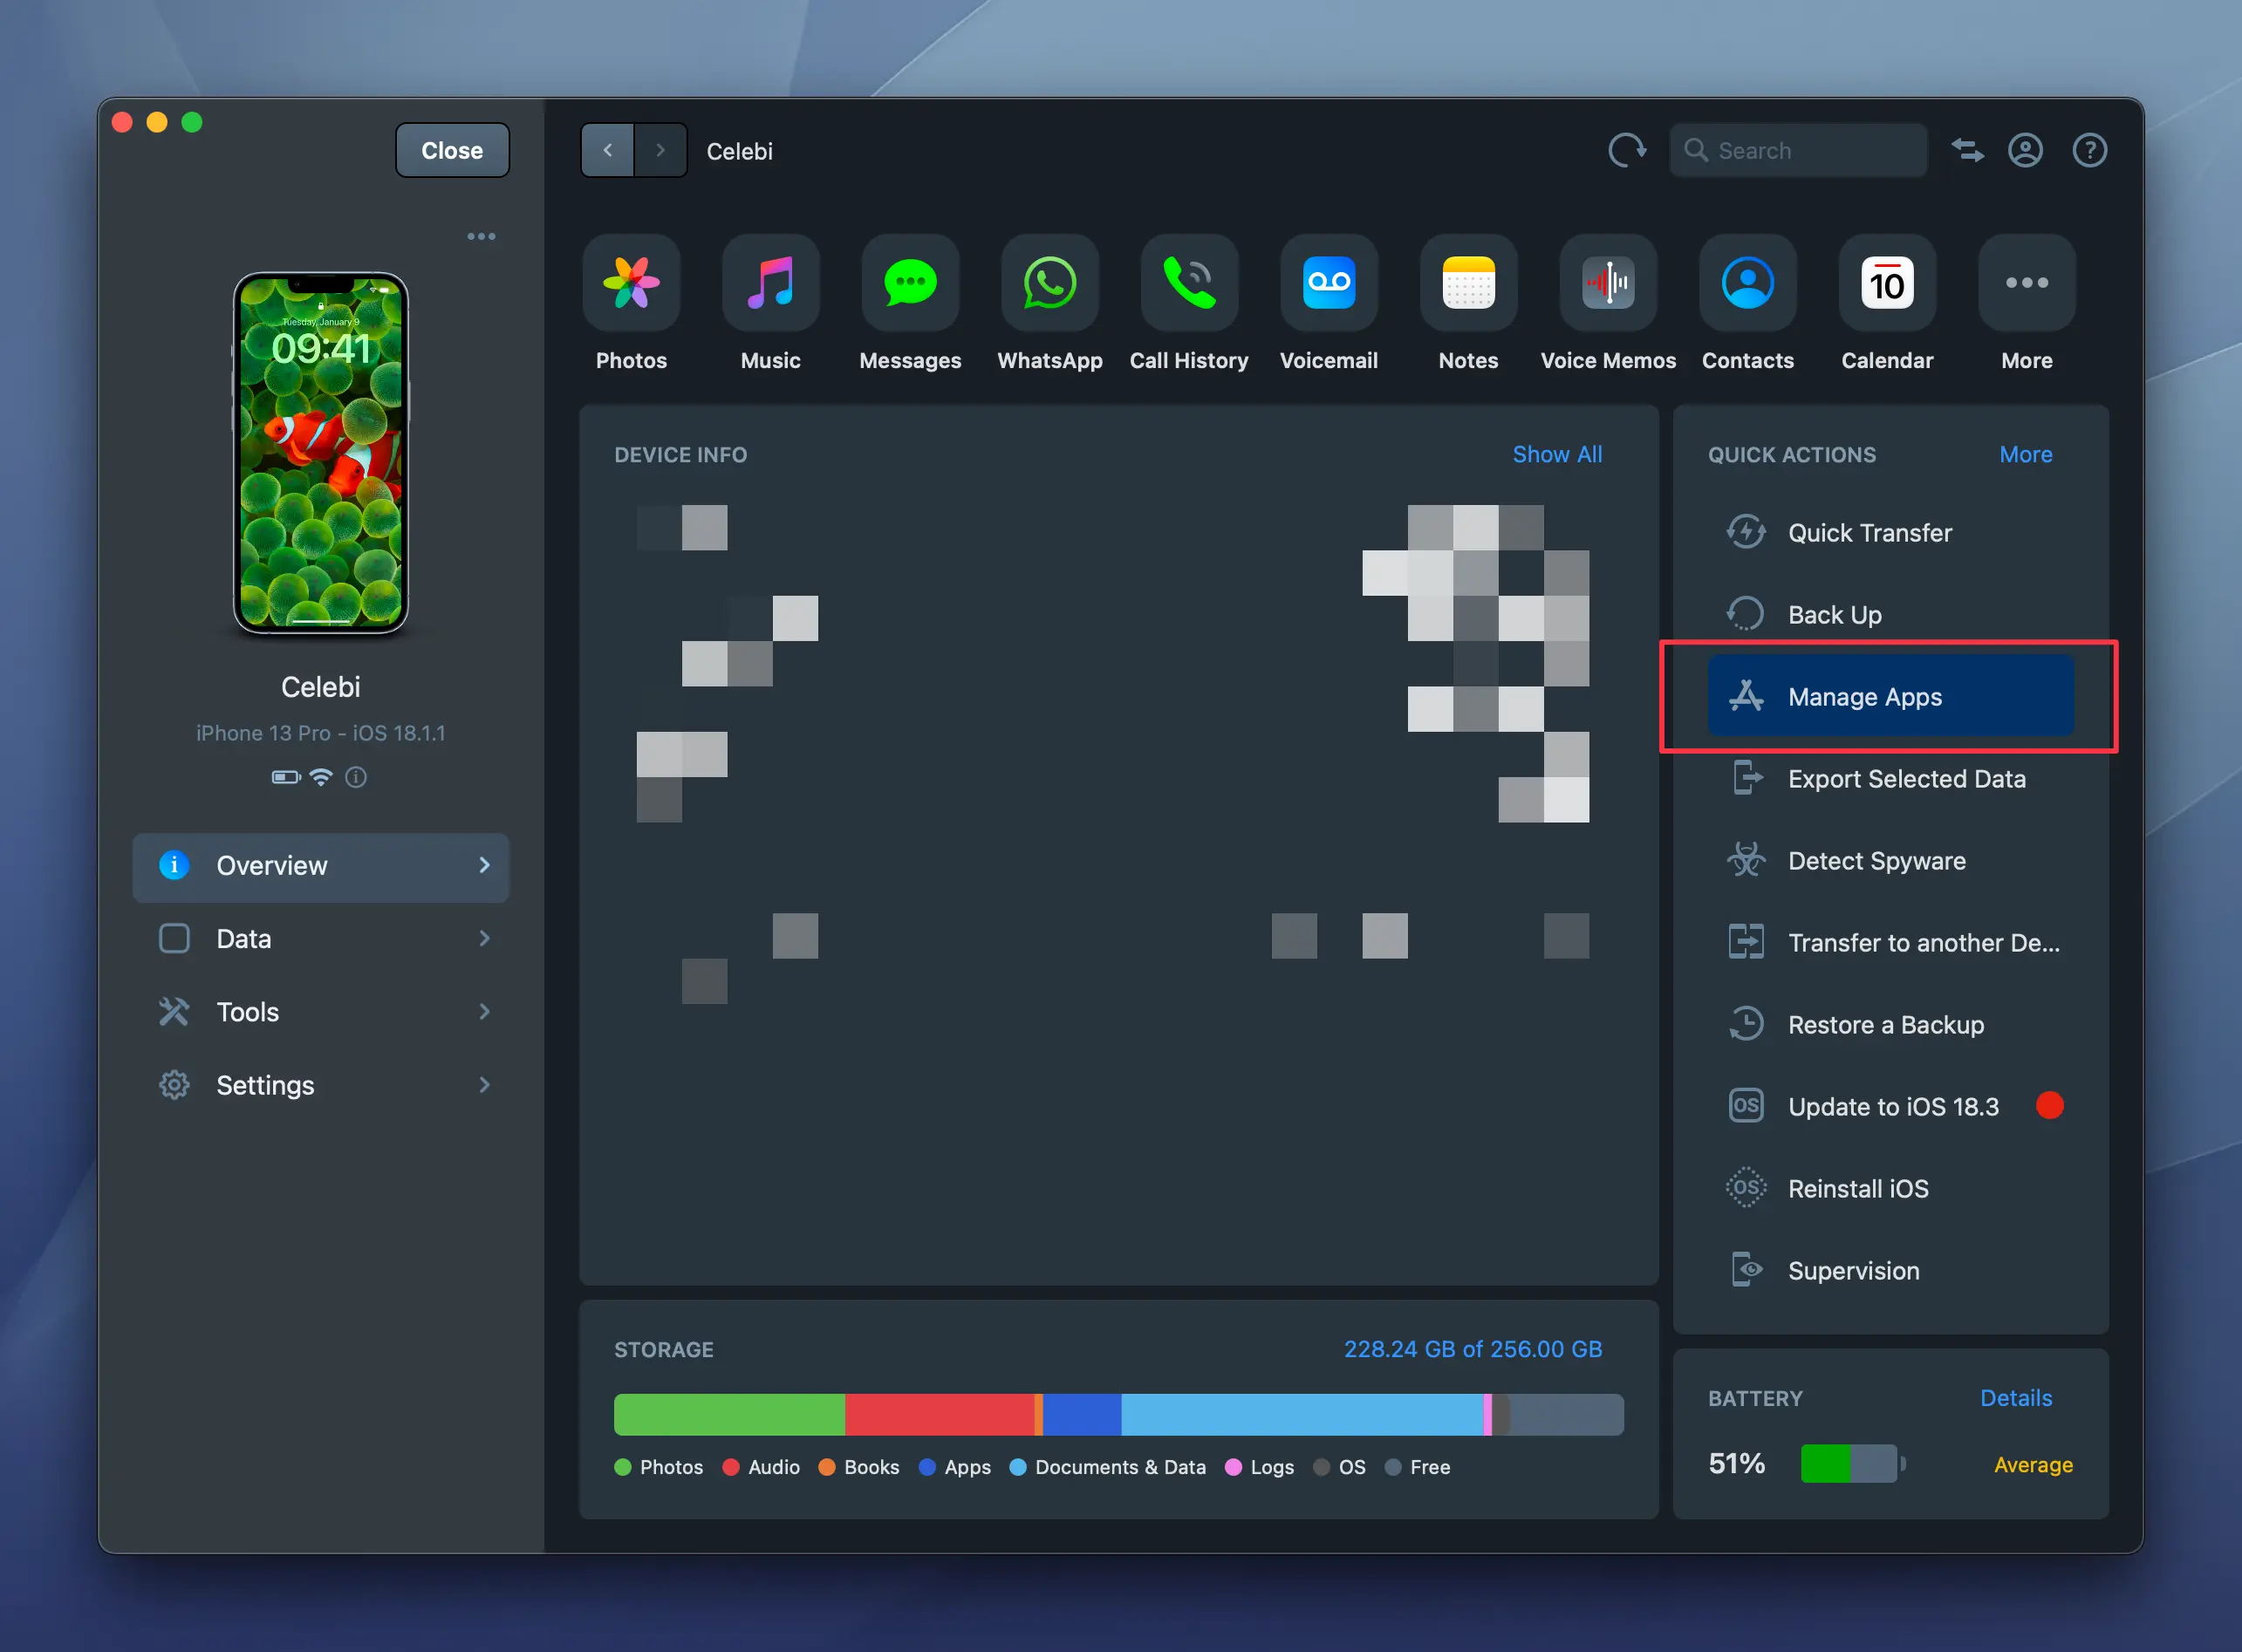 Close
Celebi
Search
Tuesday, January 9
09:41
Celebi
iPhone 13 Pro - iOS 18.1.1
Overview
Data
Tools
Settings
Photos
Music
Messages
WhatsApp
Call History
Voicemail
Notes
Voice Memos
Contacts
10
Calendar
More
DEVICE INFO
Show All
QUICK ACTIONS
More
Quick Transfer
Back Up
Manage Apps
Export Selected Data
Detect Spyware
Transfer to another De...
Restore a Backup
OS
Update to iOS 18.3
OS
Reinstall iOS
Supervision
STORAGE
228.24 GB of 256.00 GB
Photos
Audio
Books
Apps
Documents & Data
Logs
OS
Free
BATTERY
Details
51%
Average